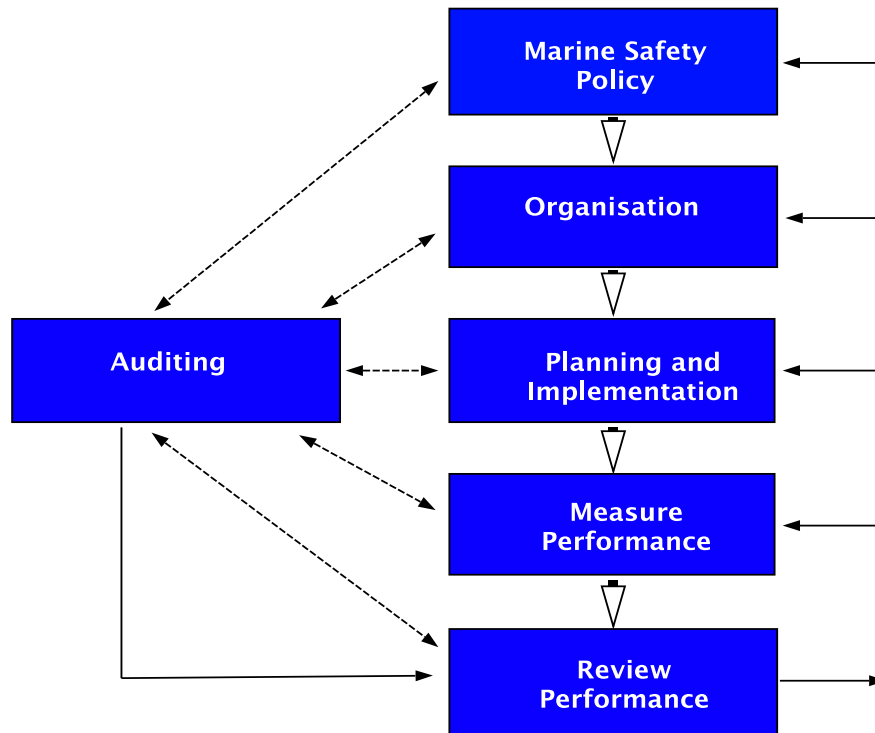 Marine Safety
Policy
Organisation
Auditing
Planning and
Implementation
Measure
Performance
Review
Performance